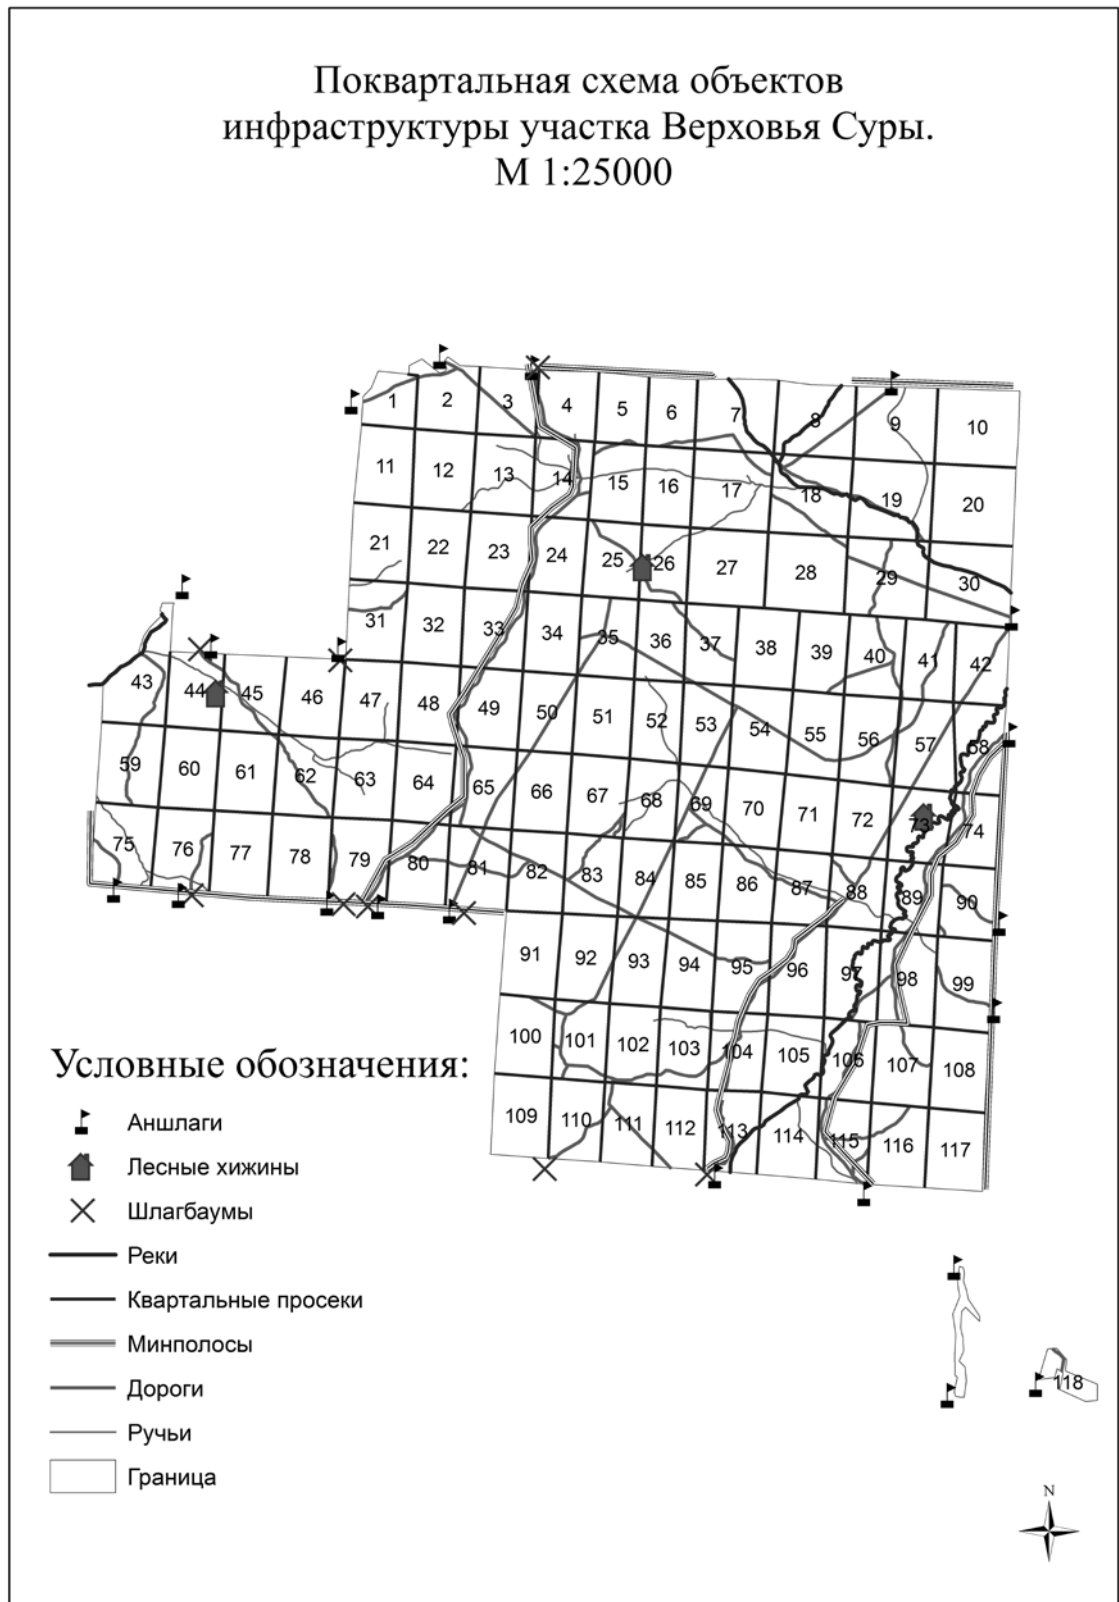 Поквартальная схема объектов
инфраструктуры участка Верховья Суры.
М 1:25000
1 2 3 4 5 6 7 8 9 10
11 12 13 14 15 16 17 18 19 20
21 22 23 24 25 26 27 28 29 30
31 32 33 34 35 36 37 38 39 40 41 42
43 44 45 46 47 48 49 50 51 52 53 54 55 56 57 58
59 60 61 62 63 64 65 66 67 68 69 70 71 72 73 74
75 76 77 78 79 80 81 82 83 84 85 86 87 88 89 90
91 92 93 94 95 96 97 98 99
100 101 102 103 104 105 106 107 108
109 110 111 112 113 114 115 116 117
118
Условные обозначения:
Аншлаги
Лесные хижины
Шлагбаумы
Реки
Квартальные просеки
Минполосы
Дороги
Ручьи
Граница
N